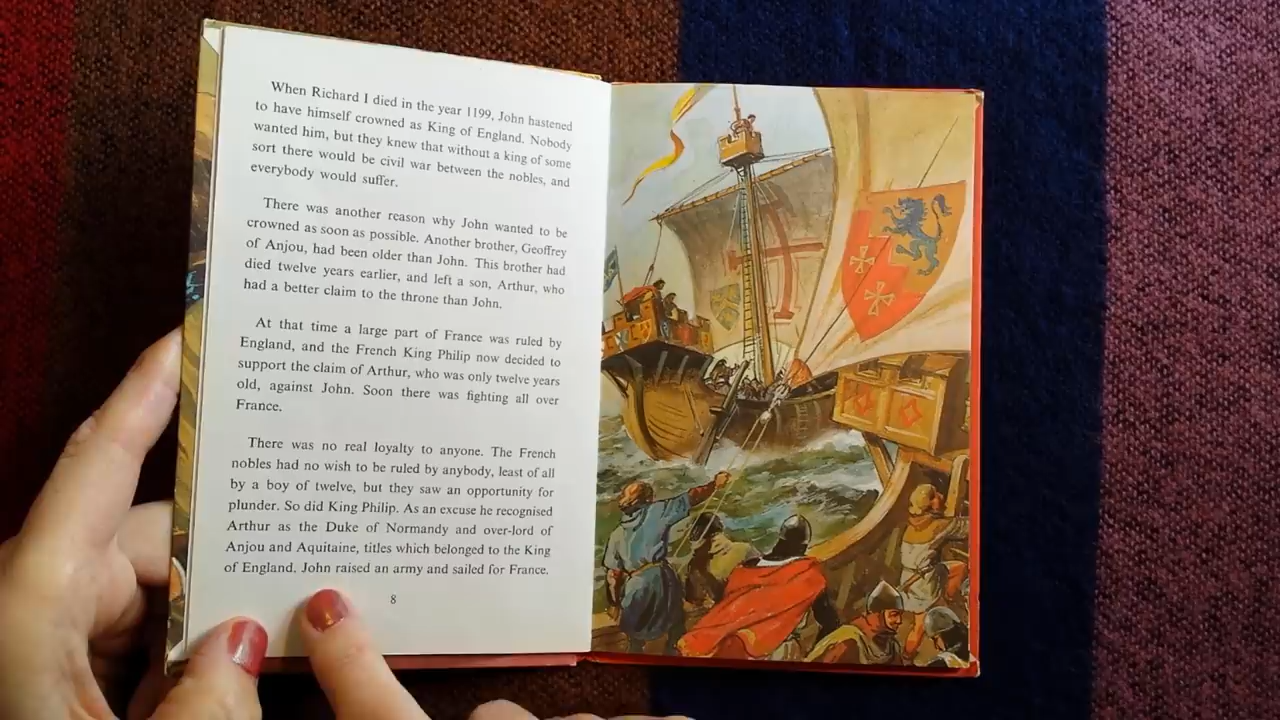 When Richard I died in the year 1199, John hastened
to have himself crowned as King of England. Nobody
wanted him, but they knew that without a king of some
sort there would be civil war between the nobles, and
everybody would suffer.
There was another reason why John wanted to be
crowned as soon as possible. Another brother, Geoffrey
of Anjou, had been older than John. This brother had
died twelve years earlier, and left a son, Arthur, who
had a better claim to the throne than John.
At that time a large part of France was ruled by
England, and the French King Philip now decided to
support the claim of Arthur, who was only twelve years
old, against John. Soon there was fighting all over
France.
There was no real loyalty to anyone. The French
nobles had no wish to be ruled by anybody, least of all
by a boy of twelve, but they saw an opportunity for
plunder. So did King Philip. As an excuse he recognised
Arthur as the Duke of Normandy and over-lord of
Anjou and Aquitaine, titles which belonged to the King
of England. John raised an army and sailed for France.
8